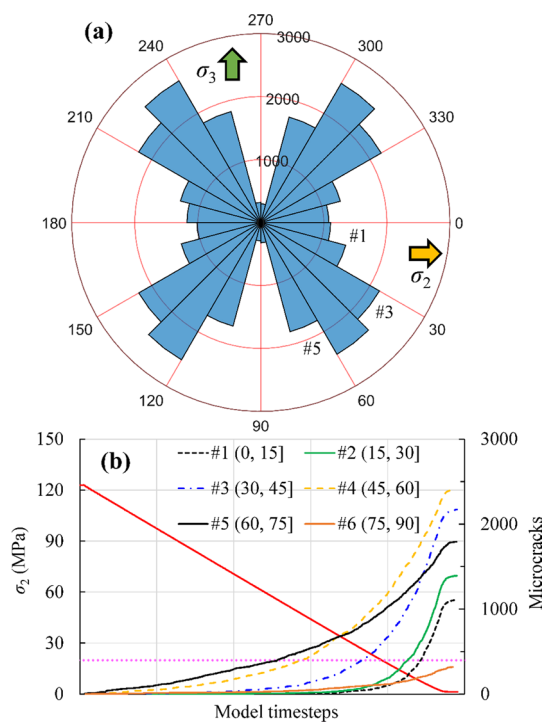 (a)
270
240
300
3000
σ3
2000
210
330
1000
180
0
#1
σ2
#3
150
30
#5
120
60
90
150
3000
(b)
#1 (0, 15]
#2 (15, 30]
120
#3 (30, 45]
#4 (45, 60]
#5 (60, 75]
#6 (75, 90]
90
2000
σ2 (MPa)
Microcracks
60
1000
30
0
0
Model timesteps